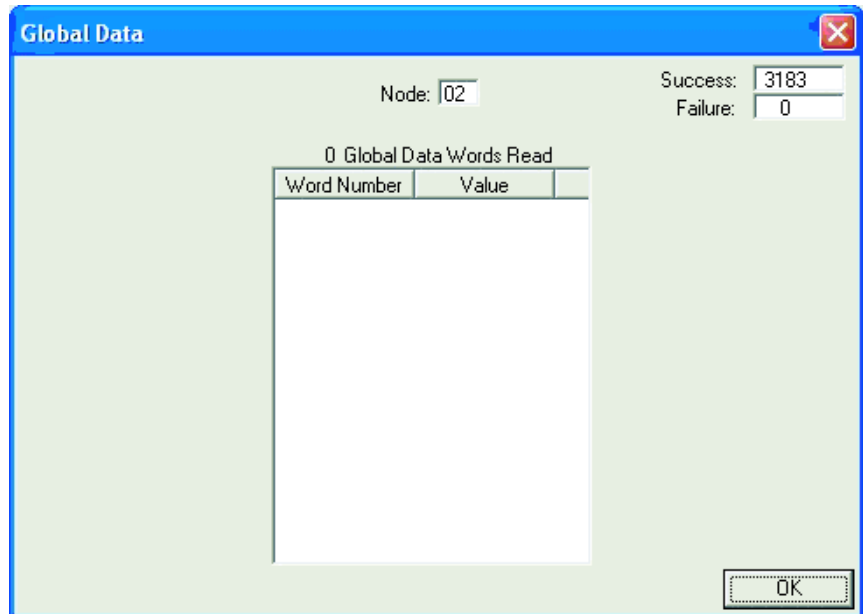 Global Data
Node: 02
Success: 3183
Failure: 0
0 Global Data Words Read
Word Number Value
OK